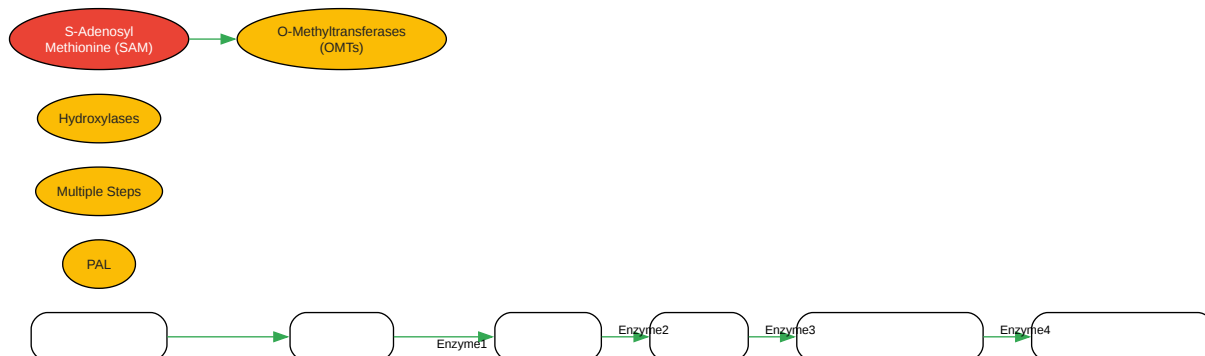 S-Adenosyl
Methionine (SAM)
O-Methyltransferases
(OMTs)
Hydroxylases
Multiple Steps
PAL
Enzyme1
Enzyme2
Enzyme3
Enzyme4